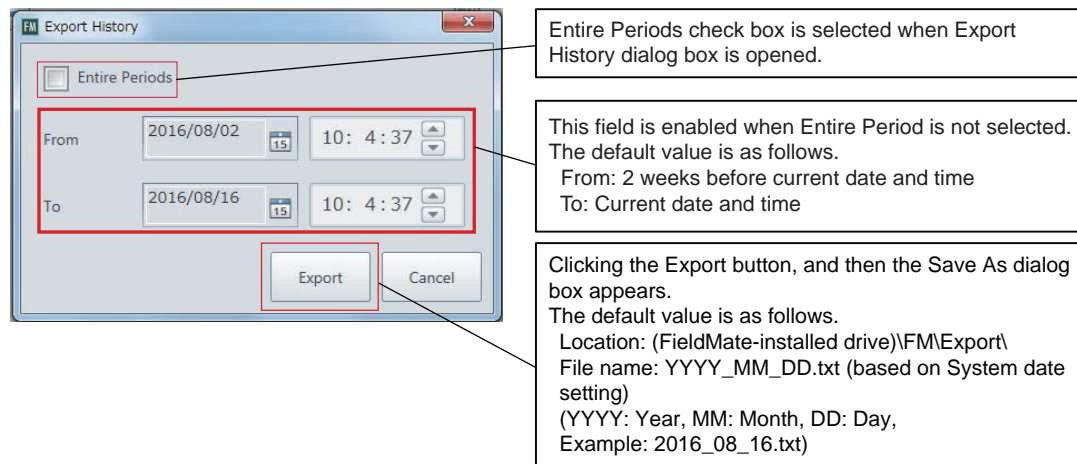 FM Export History
x
Entire Periods
From 2016/08/02 15 10: 4:37
To 2016/08/16 15 10: 4:37
Export Cancel
Entire Periods check box is selected when Export
History dialog box is opened.
This field is enabled when Entire Period is not selected.
The default value is as follows.
From: 2 weeks before current date and time
To: Current date and time
Clicking the Export button, and then the Save As dialog
box appears.
The default value is as follows.
Location: (FieldMate-installed drive)\FM\Export\
File name: YYYY_MM_DD.txt (based on System date
setting)
(YYYY: Year, MM: Month, DD: Day,
Example: 2016_08_16.txt)